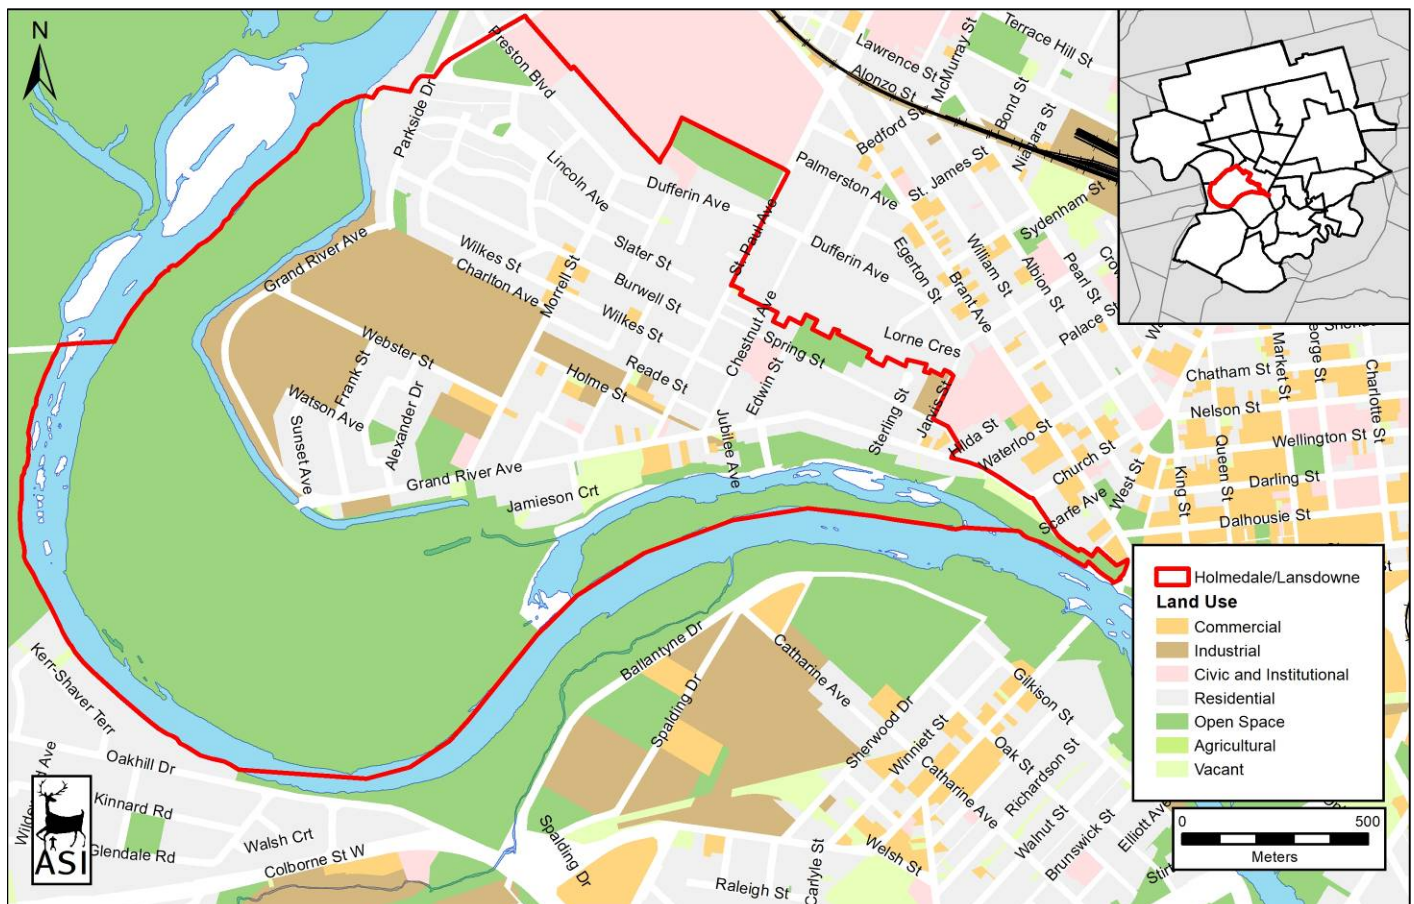 N
Preston Blvd
Parkside Dr
Lincoln Ave
Dufferin Ave
Slater St
Burwell St
Wilkes St
Wilkes St
Charlton Ave
Morrell St
Grand River Ave
Webster St
Frank St
Watson Ave
Alexander Dr
Sunset Ave
Holme St
Reade St
Grand River Ave
Jamieson Crt
Jubilee Ave
Edwin St
Chestnut Ave
Spring St
St. Paul Ave
Sterling St
Jarvis St
Hilda St
Lorne Cres
Lawrence St
McMurray St
Terrace Hill St
Alonzo St
Bedford St
Bond St
Niagara St
Palmerston Ave
St. James St
Sydenham St
Dufferin Ave
Egerton St
William St
Brant Ave
Albion St
Pearl St
Palace St
Waterloo St
Church St
Scarfe Ave
West St
King St
Queen St
Market St
Charlotte St
Chatham St
Nelson St
Wellington St
Darling St
Dalhousie St
Kerr-Shaver Terr
Oakhill Dr
Kinnard Rd
Glendale Rd
Walsh Crt
Colborne St W
Ballantyne Dr
Spalding Dr
Spalding Dr
Catharine Ave
Catharine Ave
Sherwood Dr
Winniett St
Gilkison St
Oak St
Richardson St
Walnut St
Brunswick St
Elliott Ave
Welsh St
Carlyle St
Raleigh St
Holmedale/Lansdowne
Land Use
Commercial
Industrial
Civic and Institutional
Residential
Open Space
Agricultural
Vacant
0 500
Meters
ASI